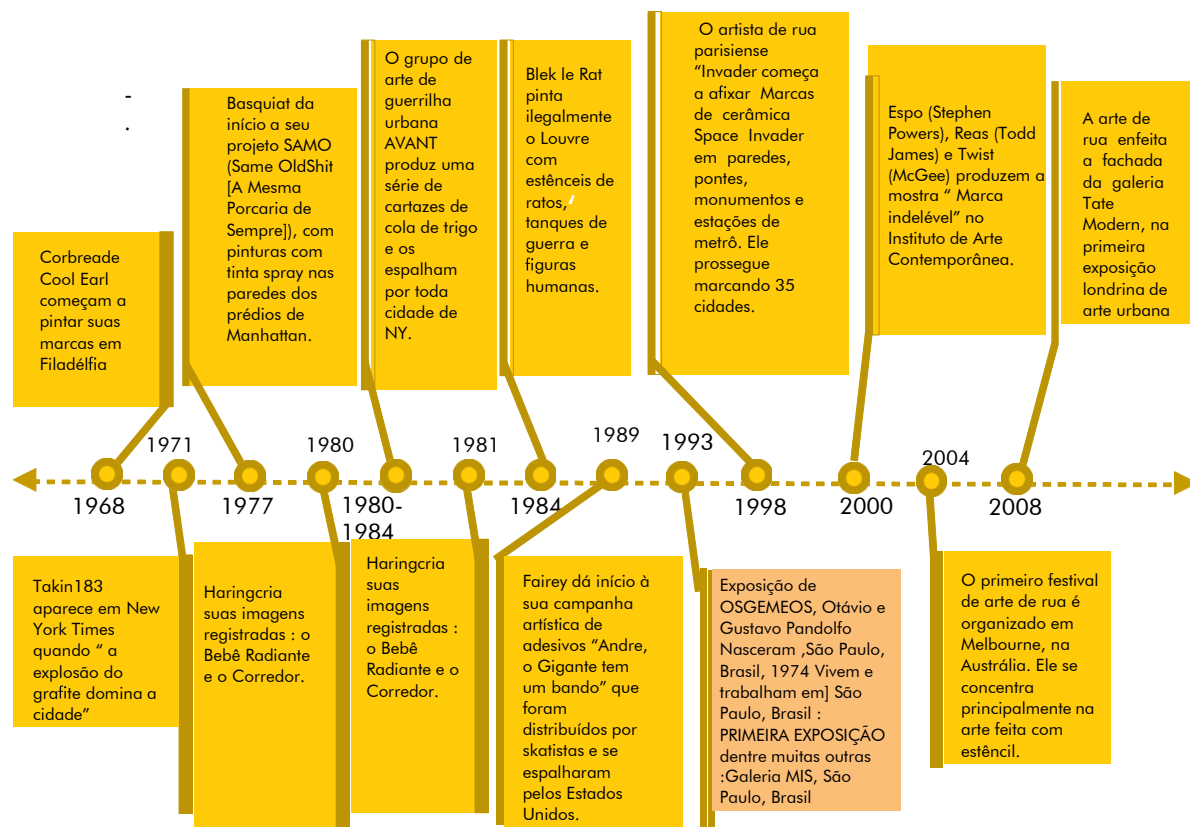 -
.
Corbreade
Cool Earl
começam a
pintar suas
marcas em
Filadélfia
Basquiat da
início a seu
projeto SAMO
(Same OldShit
[A Mesma
Porcaria de
Sempre]), com
pinturas com
tinta spray nas
paredes dos
prédios de
Manhattan.
O grupo de
arte de
guerrilha
urbana
AVANT
produz uma
série de
cartazes de
cola de trigo
e os
espalham
por toda
cidade de
NY.
Blek le Rat
pinta
ilegalmente
o Louvre
com
estênceis de
ratos,
tanques de
guerra e
figuras
humanas.
O artista de rua
parisiense
“Invader começa
a afixar Marcas
de cerâmica
Space Invader
em paredes,
pontes,
monumentos e
estações de
metrô. Ele
prossegue
marcando 35
cidades.
Espo (Stephen
Powers), Reas (Todd
James) e Twist
(McGee) produzem a
mostra “ Marca
indelével” no
Instituto de Arte
Contemporânea.
A arte de
rua enfeita
a fachada
da galeria
Tate
Modern, na
primeira
exposição
londrina de
arte urbana
1971
1980
1981
1989
1993
2004
1968
1977
1980-
1984
1984
1998
2000
2008
Takin183
aparece em New
York Times
quando “ a
explosão do
grafite domina a
cidade”
Haringcria
suas imagens
registradas : o
Bebê Radiante
e o Corredor.
Haringcria
suas
imagens
registradas :
o Bebê
Radiante e o
Corredor.
Fairey dá início à
sua campanha
artística de
adesivos “Andre,
o Gigante tem
um bando” que
foram
distribuídos por
skatistas e se
espalharam
pelos Estados
Unidos.
Exposição de
OSGEMEOS, Otávio e
Gustavo Pandolfo
Nasceram ,São Paulo,
Brasil, 1974 Vivem e
trabalham em] São
Paulo, Brasil :
PRIMEIRA EXPOSIÇÃO
dentre muitas outras
:Galeria MIS, São
Paulo, Brasil
O primeiro festival
de arte de rua é
organizado em
Melbourne, na
Austrália. Ele se
concentra
principalmente na
arte feita com
estêncil.